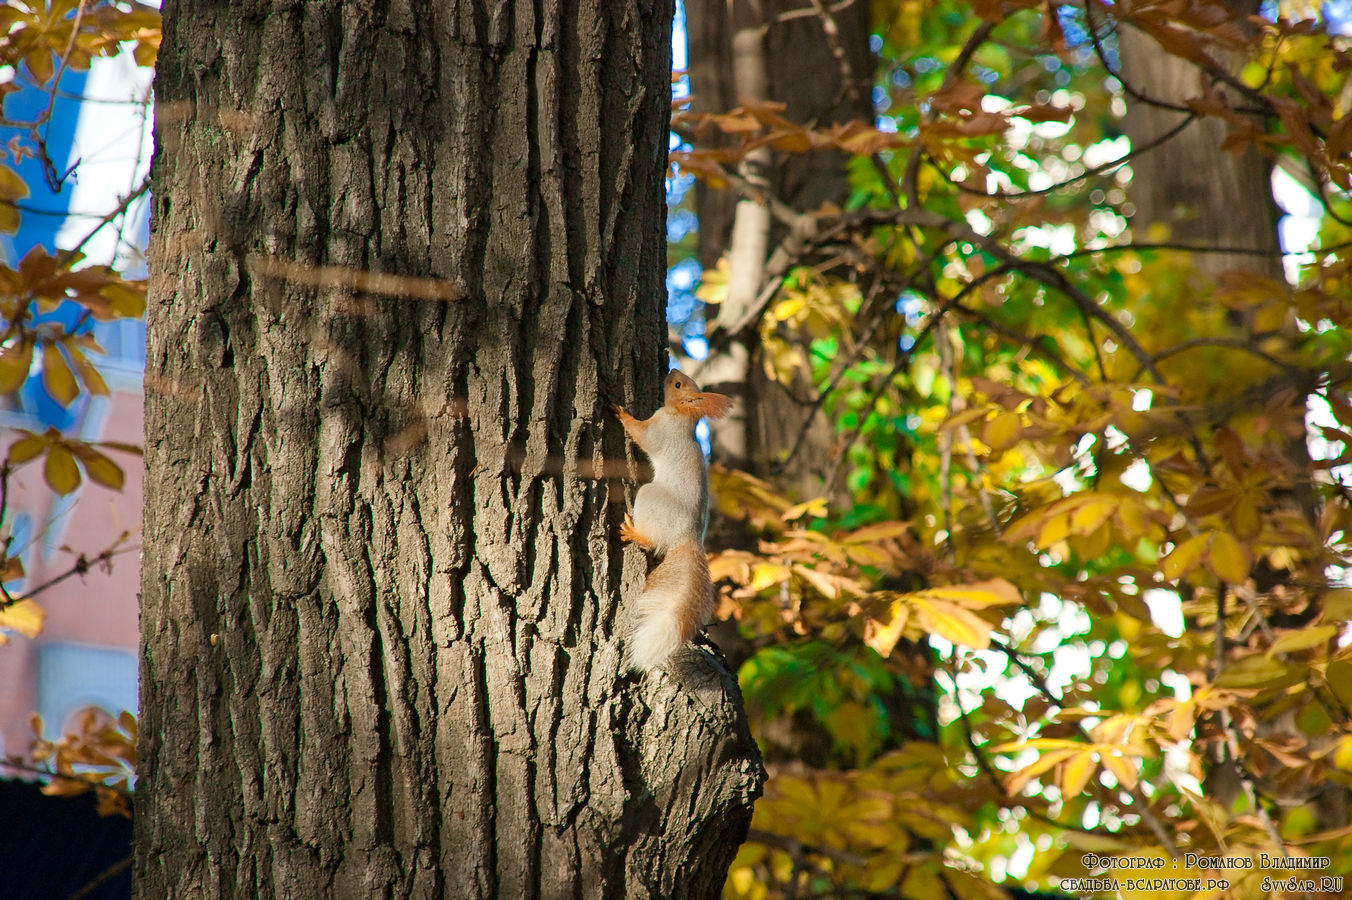 Фотограф : Романов Владимир
свадьба-всаратове.рф SvvSar.RU